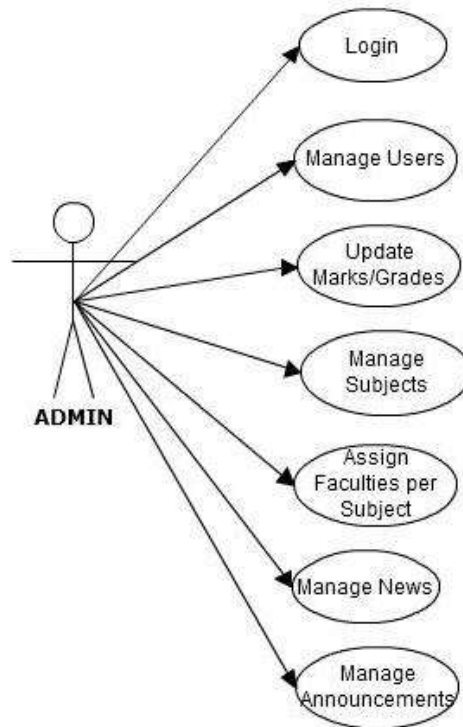 Login
Manage Users
Update
Marks/Grades
Manage
Subjects
ADMIN
Assign
Faculties per
Subject
Manage News
Manage
Announcements